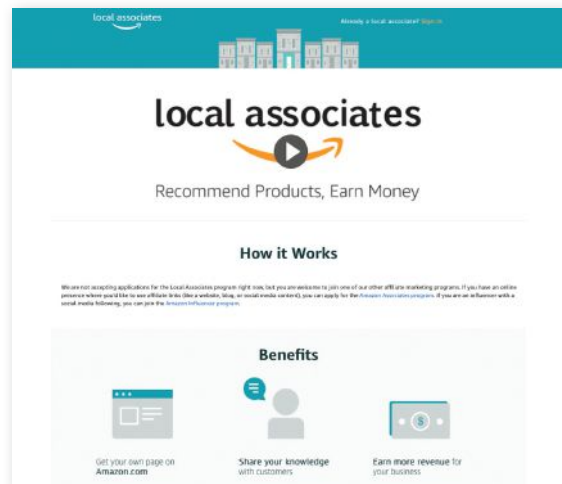 local associates
Already a local associate? Sign in
local associates
Recommend Products, Earn Money
How it Works
We are not accepting applications for the Local Associates program right now, but you are welcome to join one of our other affiliate marketing programs. If you have an online
presence where you'd like to use affiliate links (like a website, blog, or social media content), you can apply for the Amazon Associates program. If you are an influencer with a
social media following, you can join the Amazon Influencer program.
Benefits
$
Get your own page on
Amazon.com
Share your knowledge
with customers
Earn more revenue for
your business